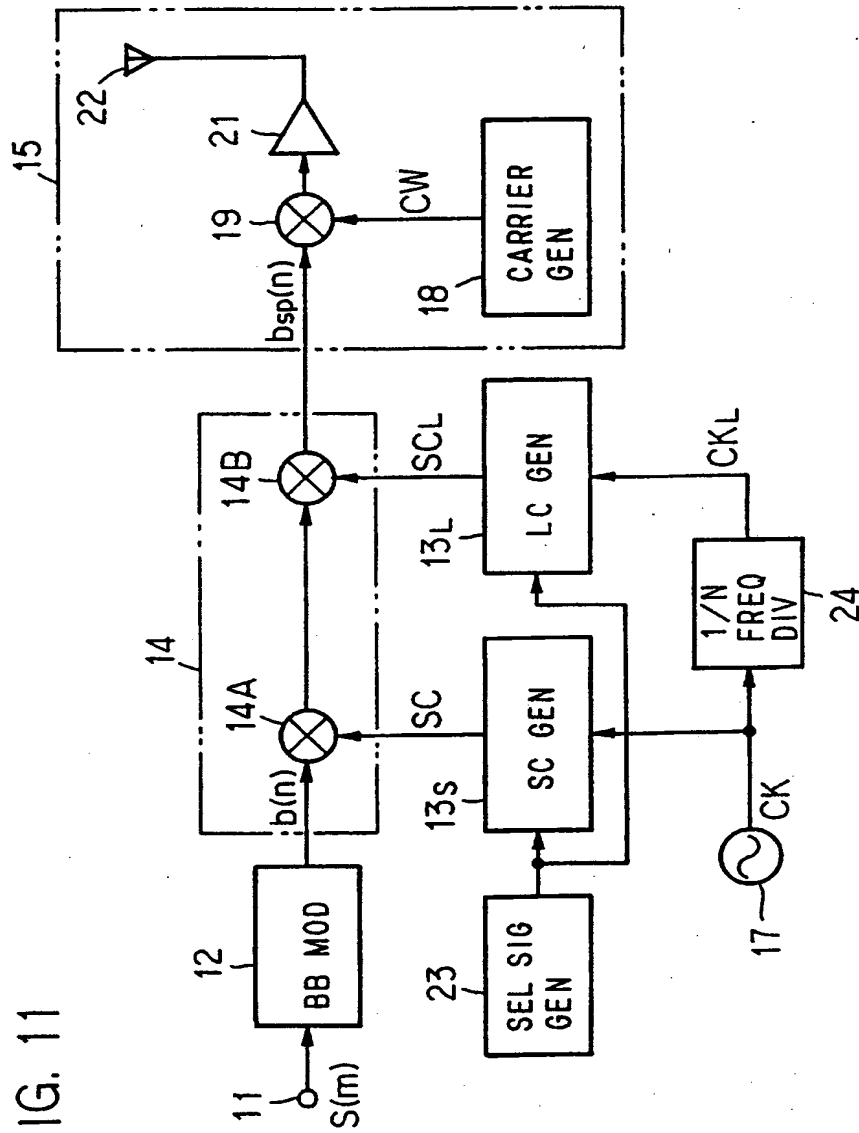 IG. 11
11
S(m)
12
BB MOD
b(n)
14
14A
14B
bsp(n)
15
19
21
22
CW
18
CARRIER
GEN
SC
SCL
13S
SC GEN
13L
LC GEN
23
SEL SIG
GEN
17
CK
1/N
FREQ
DIV
24
CKL